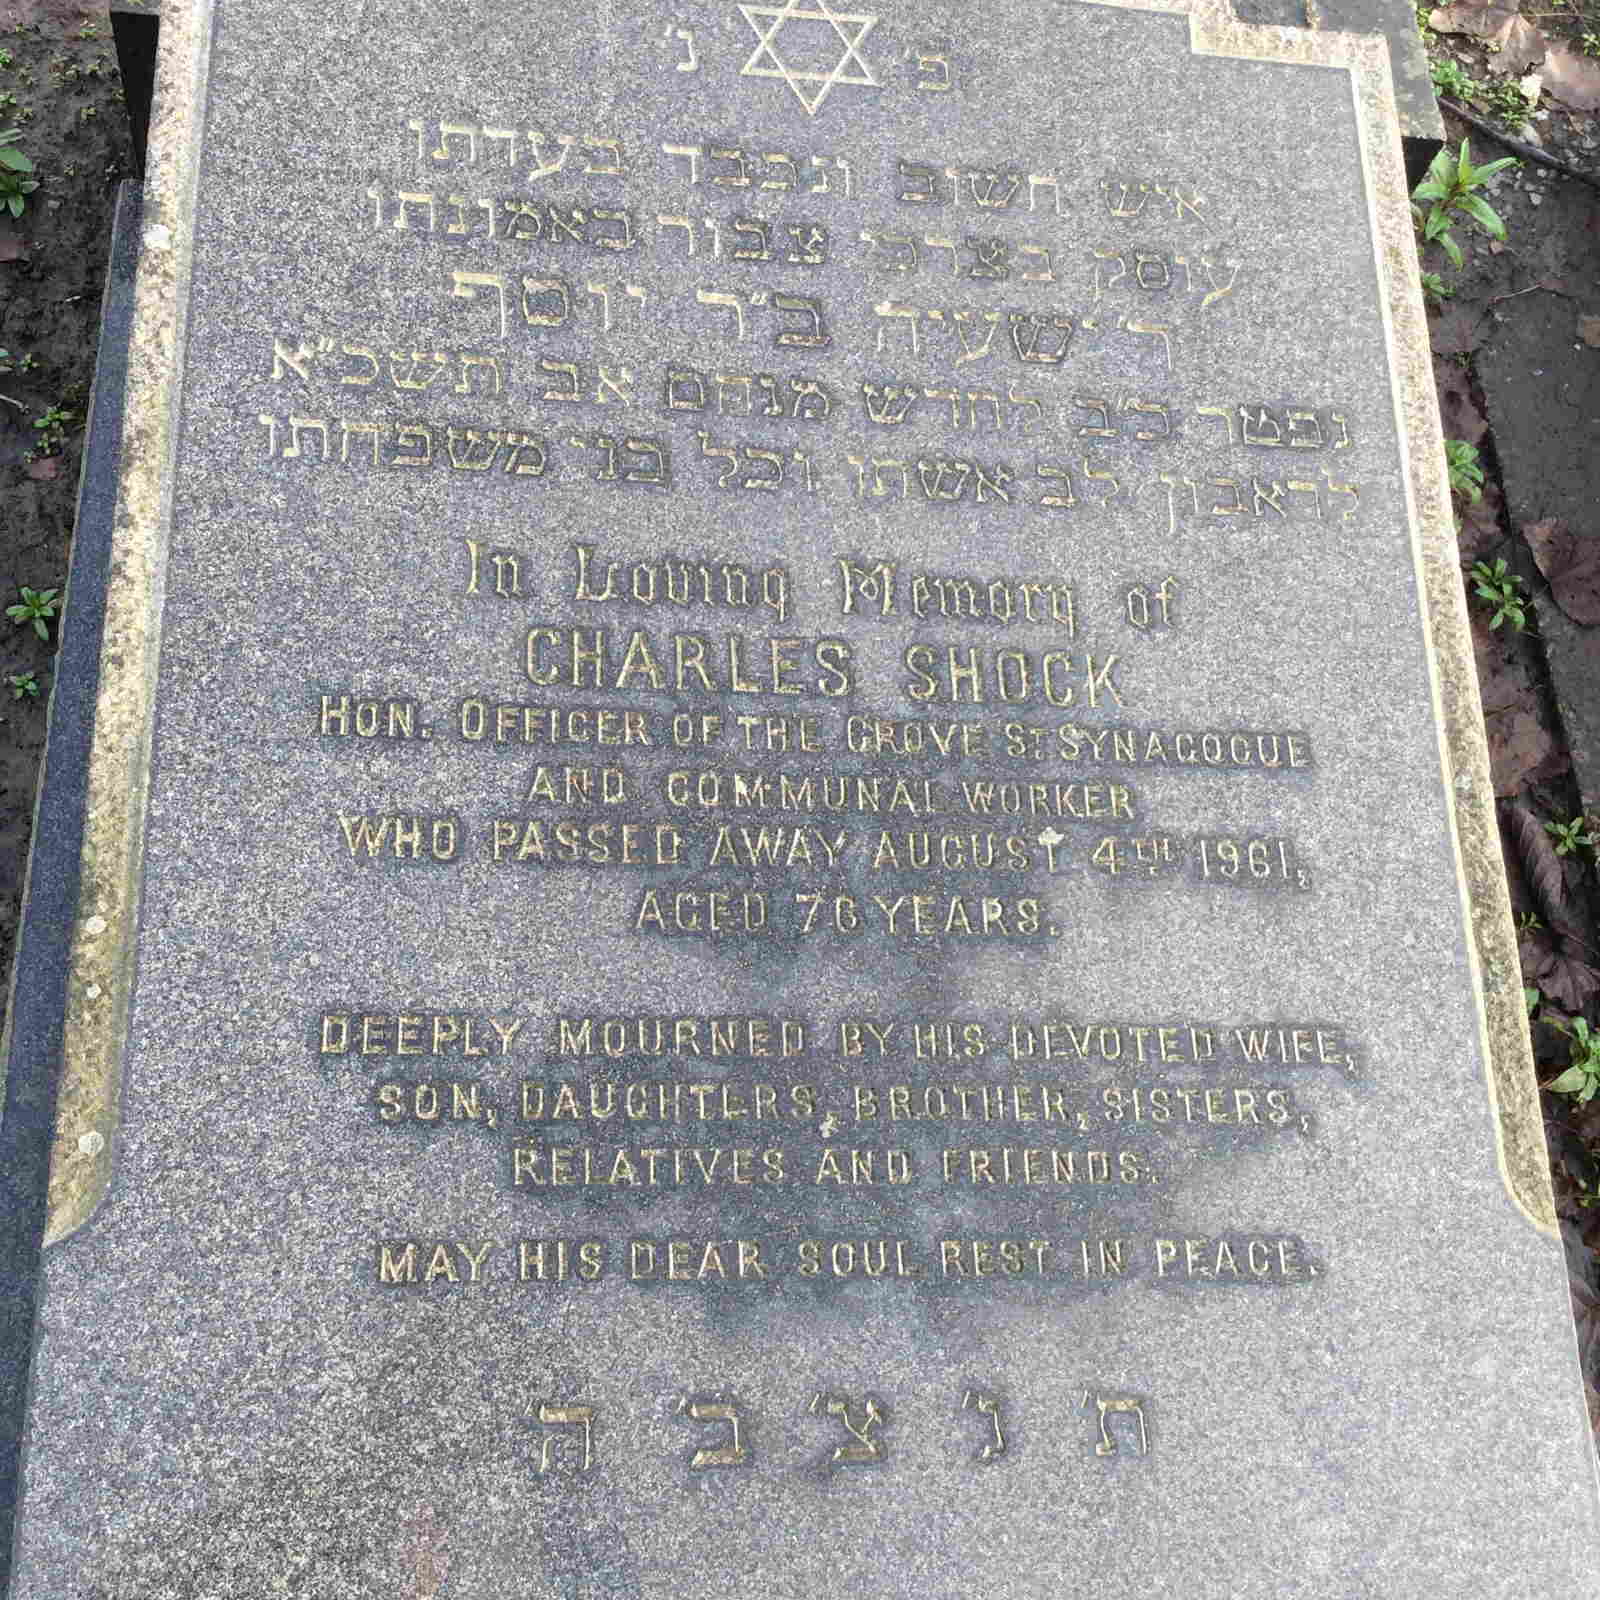 פ' נ'
איש חשוב ונכבד בעדתו
עוסק בצרכי צבור באמונתו
ר' ישעיה ב"ר יוסף
נפטר כ"ב לחדש מנחם אב תשכ"א
לדאבון לב אשתו וכל בני משפחתו
In Loving Memory of
CHARLES SHOCK
HON. OFFICER OF THE GROVE ST SYNAGOGUE
AND COMMUNAL WORKER
WHO PASSED AWAY AUGUST 4TH 1961,
AGED 76 YEARS.
DEEPLY MOURNED BY HIS DEVOTED WIFE,
SON, DAUGHTERS, BROTHER, SISTERS,
RELATIVES AND FRIENDS.
MAY HIS DEAR SOUL REST IN PEACE.
ת' נ' צ' ב' ה'